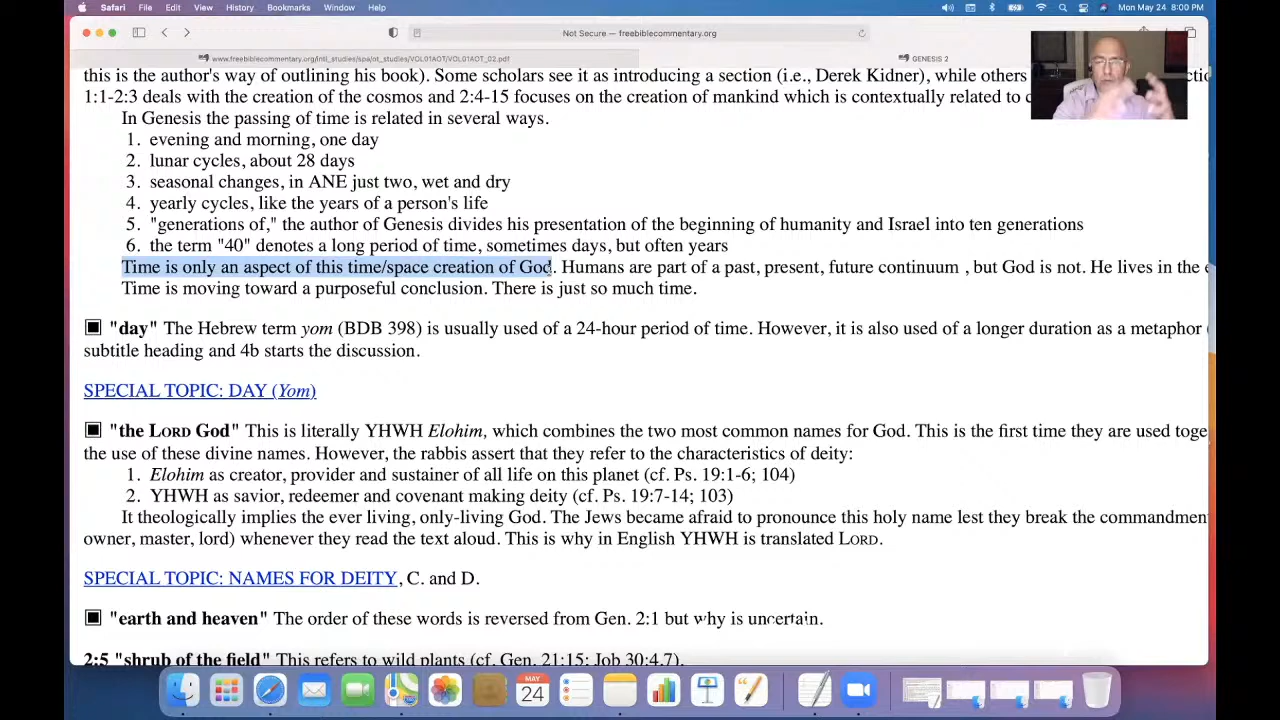 Safari File Edit View History Bookmarks Window Help Mon May 24 8:00 PM
Not Secure — freebiblecommentary.org
www.freebiblecommentary.org/intl_studies/spa/ot_studies/VOL01AOT/VOL01AOT_02.pdf GENESIS 2
this is the author's way of outlining his book). Some scholars see it as introducing a section (i.e., Derek Kidner), while others
1:1-2:3 deals with the creation of the cosmos and 2:4-15 focuses on the creation of mankind which is contextually related to
In Genesis the passing of time is related in several ways.
1. evening and morning, one day
2. lunar cycles, about 28 days
3. seasonal changes, in ANE just two, wet and dry
4. yearly cycles, like the years of a person's life
5. "generations of," the author of Genesis divides his presentation of the beginning of humanity and Israel into ten generations
6. the term "40" denotes a long period of time, sometimes days, but often years
Time is only an aspect of this time/space creation of God. Humans are part of a past, present, future continuum , but God is not. He lives in the
Time is moving toward a purposeful conclusion. There is just so much time.
"day" The Hebrew term yom (BDB 398) is usually used of a 24-hour period of time. However, it is also used of a longer duration as a metaphor
subtitle heading and 4b starts the discussion.
SPECIAL TOPIC: DAY (Yom)
"the LORD God" This is literally YHWH Elohim, which combines the two most common names for God. This is the first time they are used
the use of these divine names. However, the rabbis assert that they refer to the characteristics of deity:
1. Elohim as creator, provider and sustainer of all life on this planet (cf. Ps. 19:1-6; 104)
2. YHWH as savior, redeemer and covenant making deity (cf. Ps. 19:7-14; 103)
It theologically implies the ever living, only-living God. The Jews became afraid to pronounce this holy name lest they break the
owner, master, lord) whenever they read the text aloud. This is why in English YHWH is translated LORD.
SPECIAL TOPIC: NAMES FOR DEITY, C. and D.
"earth and heaven" The order of these words is reversed from Gen. 2:1 but why is uncertain.
2:5 "shrub of the field" This refers to wild plants (cf. Gen. 21:15; Job 30:4,7).
MAY
24